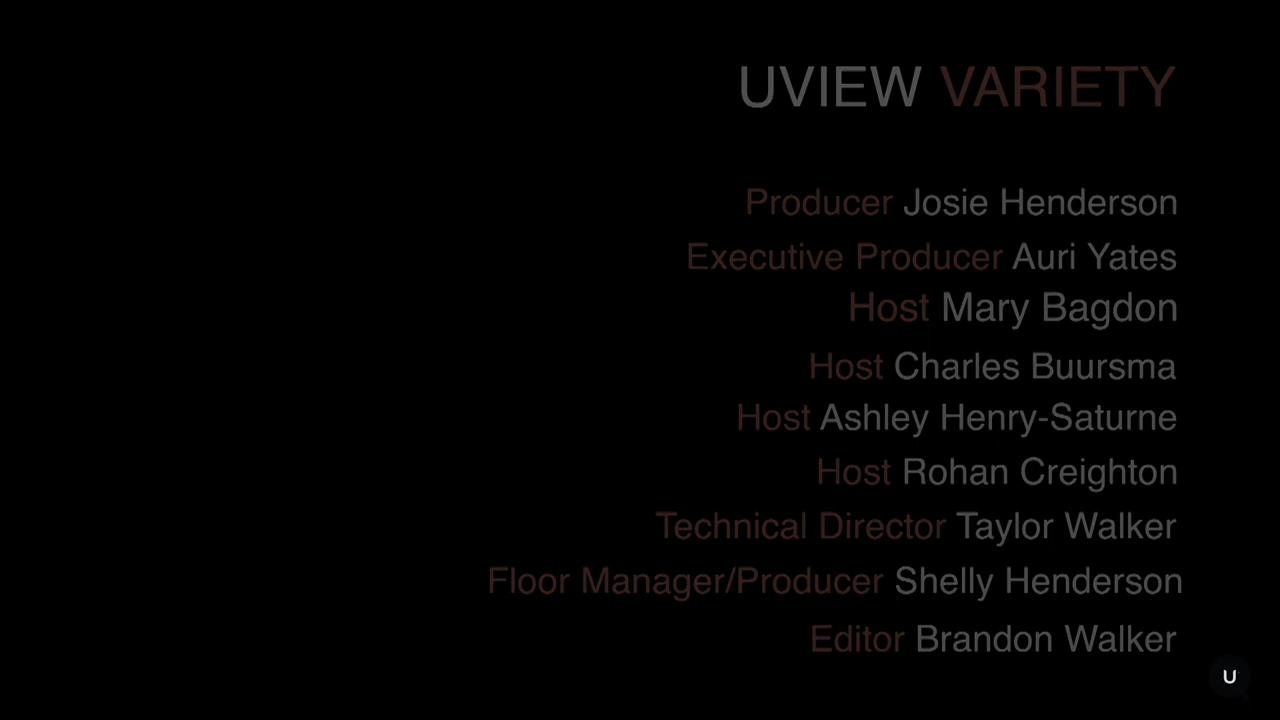 UVIEW VARIETY
Producer Josie Henderson
Executive Producer Auri Yates
Host Mary Bagdon
Host Charles Buursma
Host Ashley Henry-Saturne
Host Rohan Creighton
Technical Director Taylor Walker
Floor Manager/Producer Shelly Henderson
Editor Brandon Walker
U